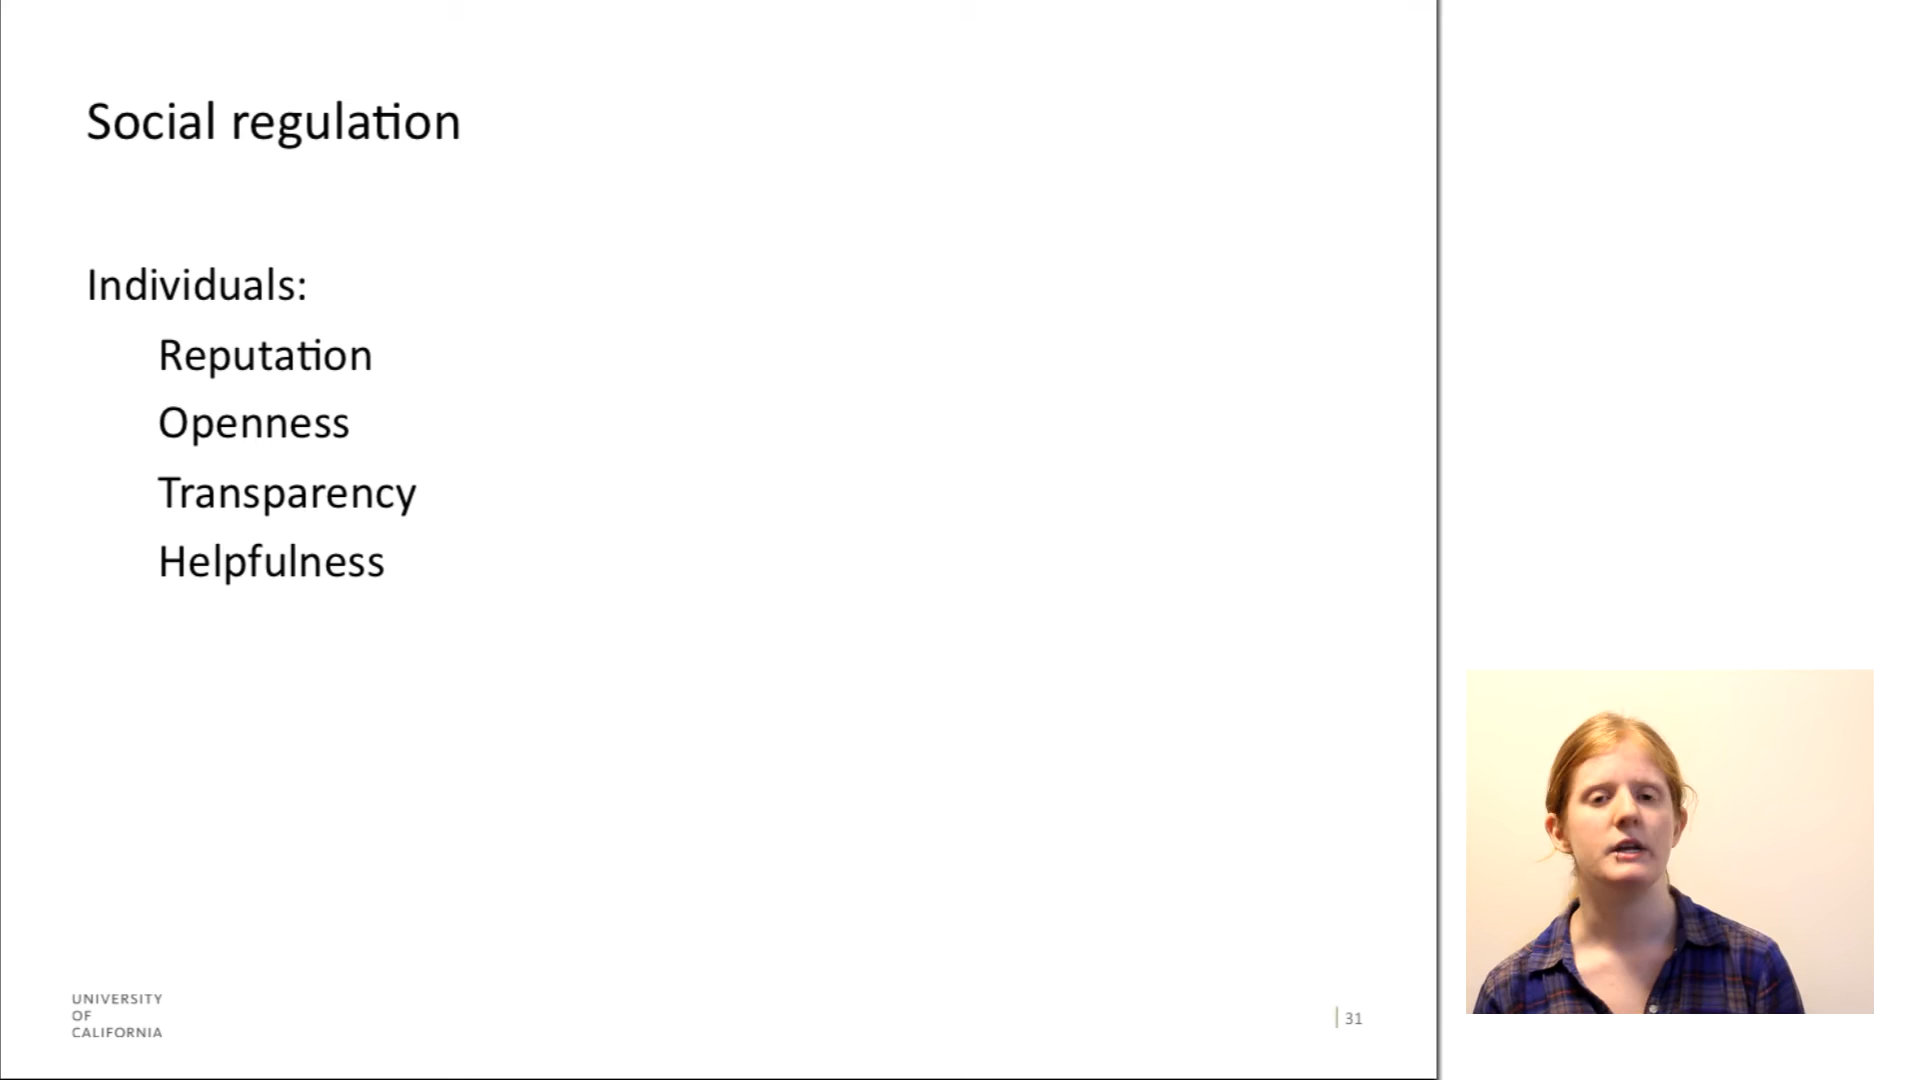 Social regulation
Individuals:
Reputation
Openness
Transparency
Helpfulness
UNIVERSITY
OF
CALIFORNIA
31